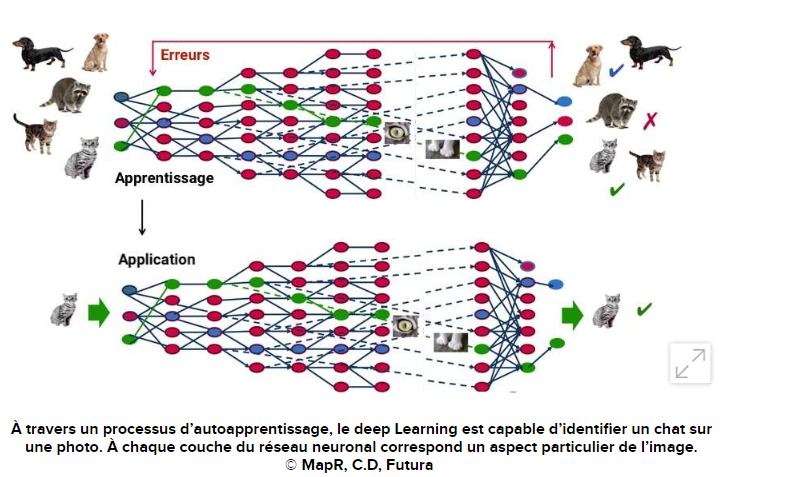 Erreurs
Apprentissage
Application
À travers un processus d'autoapprentissage, le deep Learning est capable d'identifier un chat sur
une photo. À chaque couche du réseau neuronal correspond un aspect particulier de l'image.
© MapR, C.D, Futura